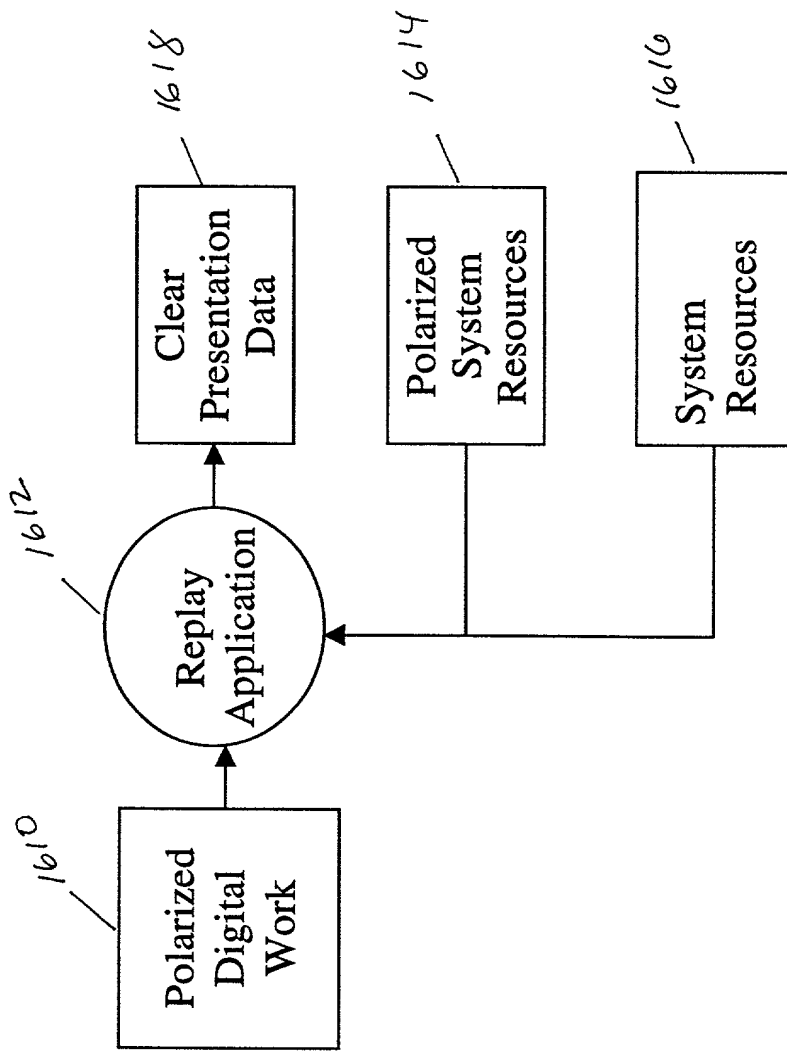 1610
Polarized
Digital
Work
1612
Replay
Application
1618
Clear
Presentation
Data
1614
Polarized
System
Resources
1616
System
Resources